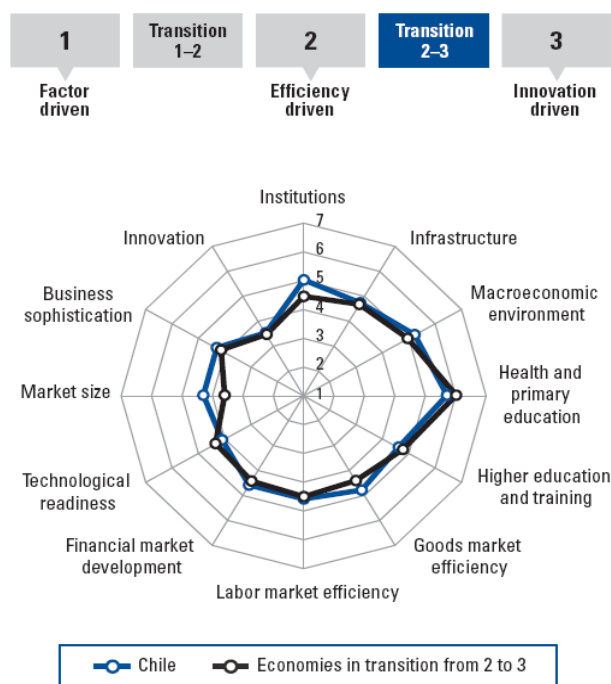 1
Transition
1–2
2
Transition
2–3
3
Factor
driven
Efficiency
driven
Innovation
driven
Institutions
7
6
5
4
3
2
1
Innovation
Infrastructure
Business
sophistication
Macroeconomic
environment
Market size
Health and
primary
education
Technological
readiness
Higher education
and training
Financial market
development
Goods market
efficiency
Labor market efficiency
Chile
Economies in transition from 2 to 3